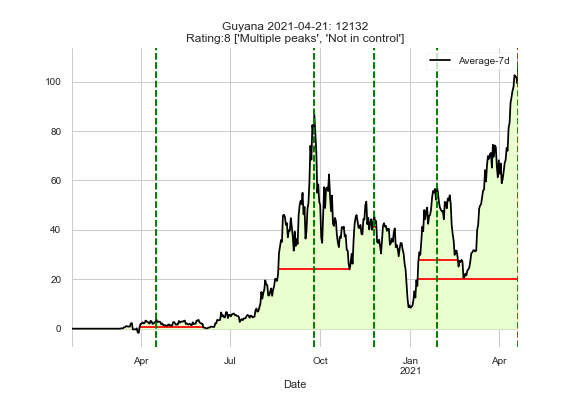 Guyana 2021-04-21: 12132
Rating:8 ['Multiple peaks', 'Not in control']
Average-7d
100
80
60
40
20
0
Apr
Jul
Oct
Jan
2021
Apr
Date